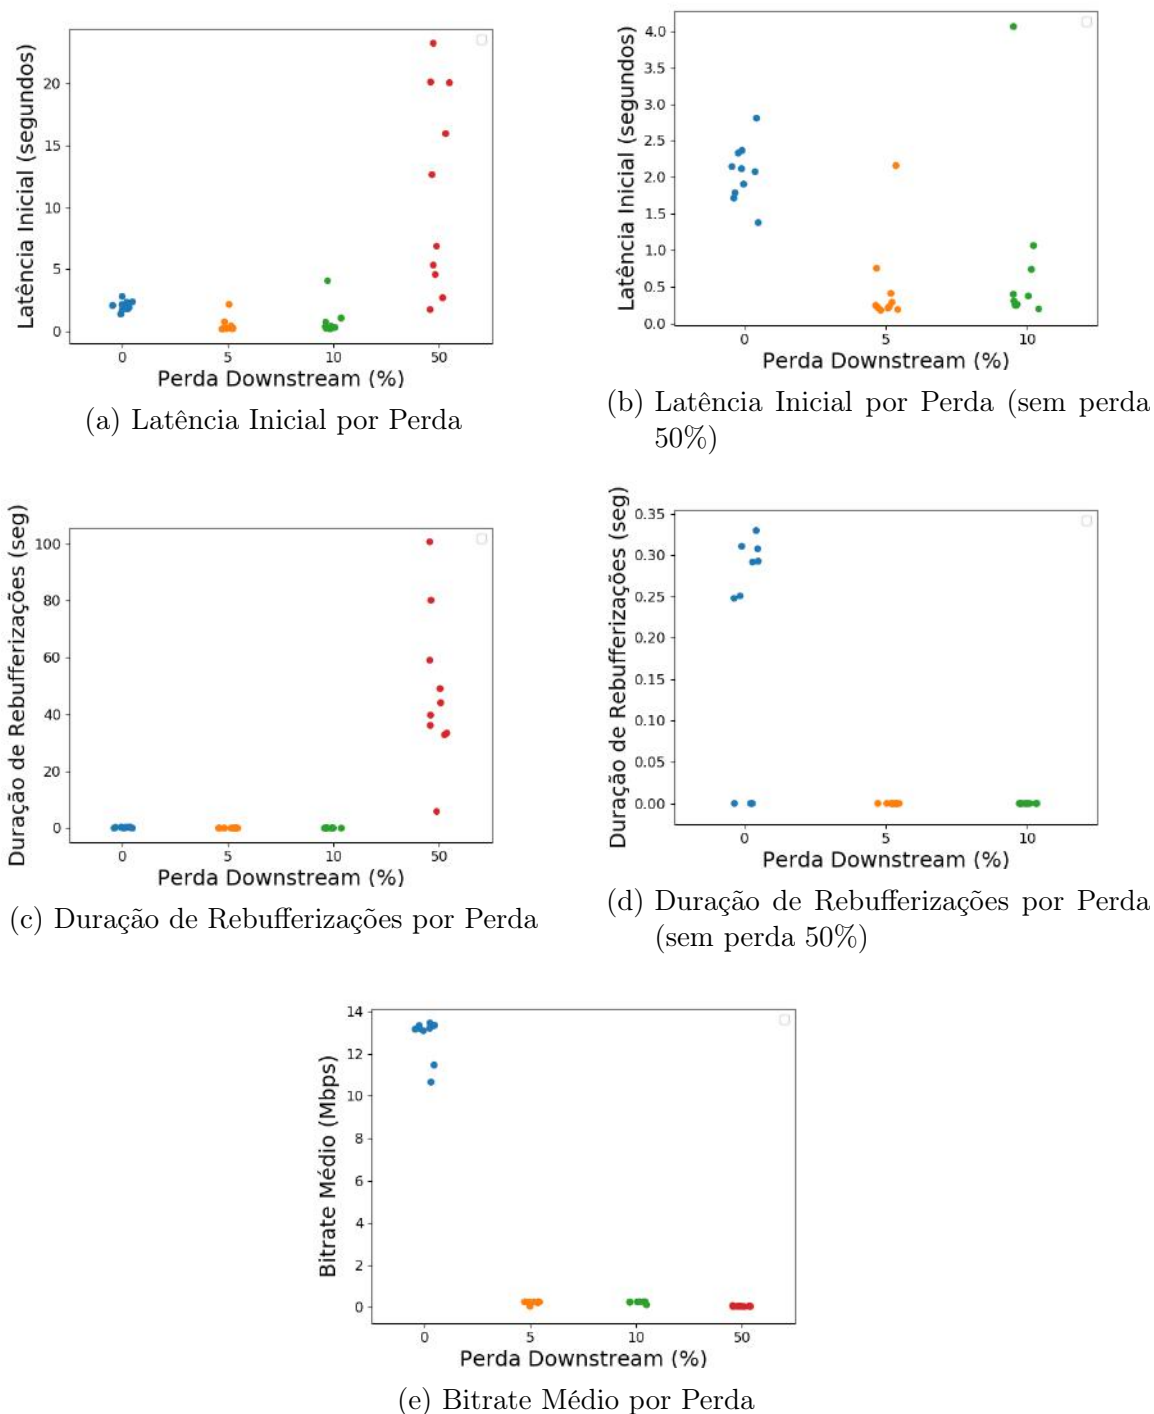 Latência Inicial (segundos)
20
15
10
5
0
0 5 10 50
Perda Downstream (%)
(a) Latência Inicial por Perda
Latência Inicial (segundos)
4.0
3.5
3.0
2.5
2.0
1.5
1.0
0.5
0.0
0 5 10
Perda Downstream (%)
(b) Latência Inicial por Perda (sem perda
50%)
Duração de Rebufferizações (seg)
100
80
60
40
20
0
0 5 10 50
Perda Downstream (%)
(c) Duração de Rebufferizações por Perda
Duração de Rebufferizações (seg)
0.35
0.30
0.25
0.20
0.15
0.10
0.05
0.00
0 5 10
Perda Downstream (%)
(d) Duração de Rebufferizações por Perda
(sem perda 50%)
Bitrate Médio (Mbps)
14
12
10
8
6
4
2
0
0 5 10 50
Perda Downstream (%)
(e) Bitrate Médio por Perda